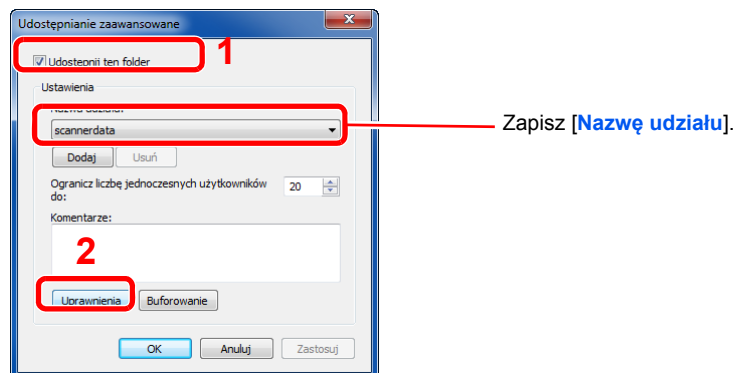 Udostępnianie zaawansowane
1
Udostępnij ten folder
Ustawienia
Nazwa udziału:
scannerdata
Zapisz [Nazwę udziału].
Dodaj Usuń
Ogranicz liczbę jednoczesnych użytkowników
do:
20
Komentarze:
2
Uprawnienia Buforowanie
OK Anuluj Zastosuj